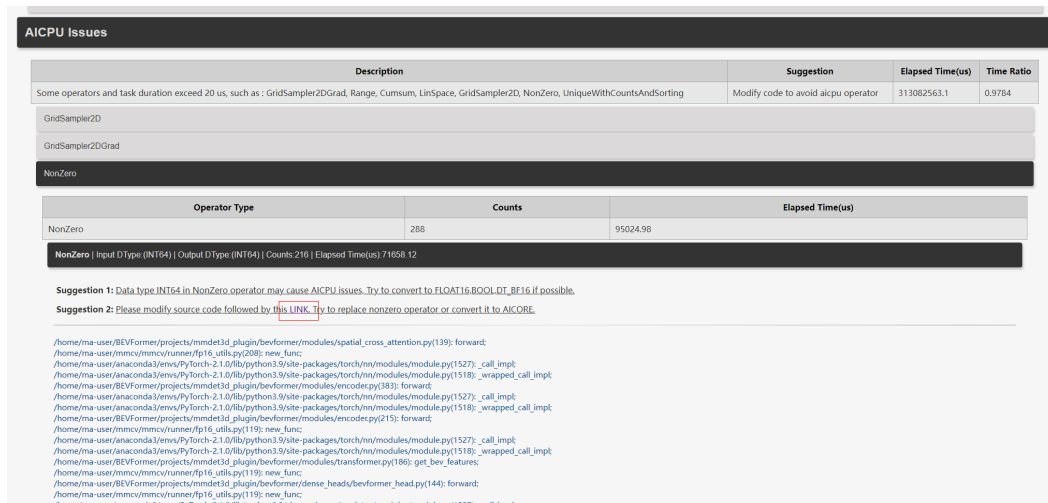 AICPU Issues
Description Suggestion Elapsed Time(us) Time Ratio
Some operators and task duration exceed 20 us, such as : GridSampler2DGrad, Range, Cumsum, LinSpace, GridSampler2D, NonZero, UniqueWithCountsAndSorting Modify code to avoid aicpu operator 313082563.1 0.9784
GridSampler2D
GridSampler2DGrad
NonZero
Operator Type Counts Elapsed Time(us)
NonZero 288 95024.98
NonZero | Input DType:(INT64) | Output DType:(INT64) | Counts:216 | Elapsed Time(us):71658.12
Suggestion 1: Data type INT64 in NonZero operator may cause AICPU issues, Try to convert to FLOAT16,BOOL,DT_BF16 if possible.
Suggestion 2: Please modify source code followed by this LINK, Try to replace nonzero operator or convert it to AICORE.
/home/ma-user/BEVFormer/projects/mmdet3d_plugin/bevformer/modules/spatial_cross_attention.py(139): forward;
/home/ma-user/mmcv/mmcv/runner/fp16_utils.py(208): new_func;
/home/ma-user/anaconda3/envs/PyTorch-2.1.0/lib/python3.9/site-packages/torch/nn/modules/module.py(1527): _call_impl;
/home/ma-user/anaconda3/envs/PyTorch-2.1.0/lib/python3.9/site-packages/torch/nn/modules/module.py(1518): _wrapped_call_impl;
/home/ma-user/BEVFormer/projects/mmdet3d_plugin/bevformer/modules/encoder.py(383): forward;
/home/ma-user/anaconda3/envs/PyTorch-2.1.0/lib/python3.9/site-packages/torch/nn/modules/module.py(1527): _call_impl;
/home/ma-user/anaconda3/envs/PyTorch-2.1.0/lib/python3.9/site-packages/torch/nn/modules/module.py(1518): _wrapped_call_impl;
/home/ma-user/BEVFormer/projects/mmdet3d_plugin/bevformer/modules/encoder.py(215): forward;
/home/ma-user/mmcv/mmcv/runner/fp16_utils.py(119): new_func;
/home/ma-user/anaconda3/envs/PyTorch-2.1.0/lib/python3.9/site-packages/torch/nn/modules/module.py(1527): _call_impl;
/home/ma-user/anaconda3/envs/PyTorch-2.1.0/lib/python3.9/site-packages/torch/nn/modules/module.py(1518): _wrapped_call_impl;
/home/ma-user/BEVFormer/projects/mmdet3d_plugin/bevformer/modules/transformer.py(186): get_bev_features;
/home/ma-user/mmcv/mmcv/runner/fp16_utils.py(119): new_func;
/home/ma-user/BEVFormer/projects/mmdet3d_plugin/bevformer/dense_heads/bevformer_head.py(144): forward;
/home/ma-user/mmcv/mmcv/runner/fp16_utils.py(119): new_func;